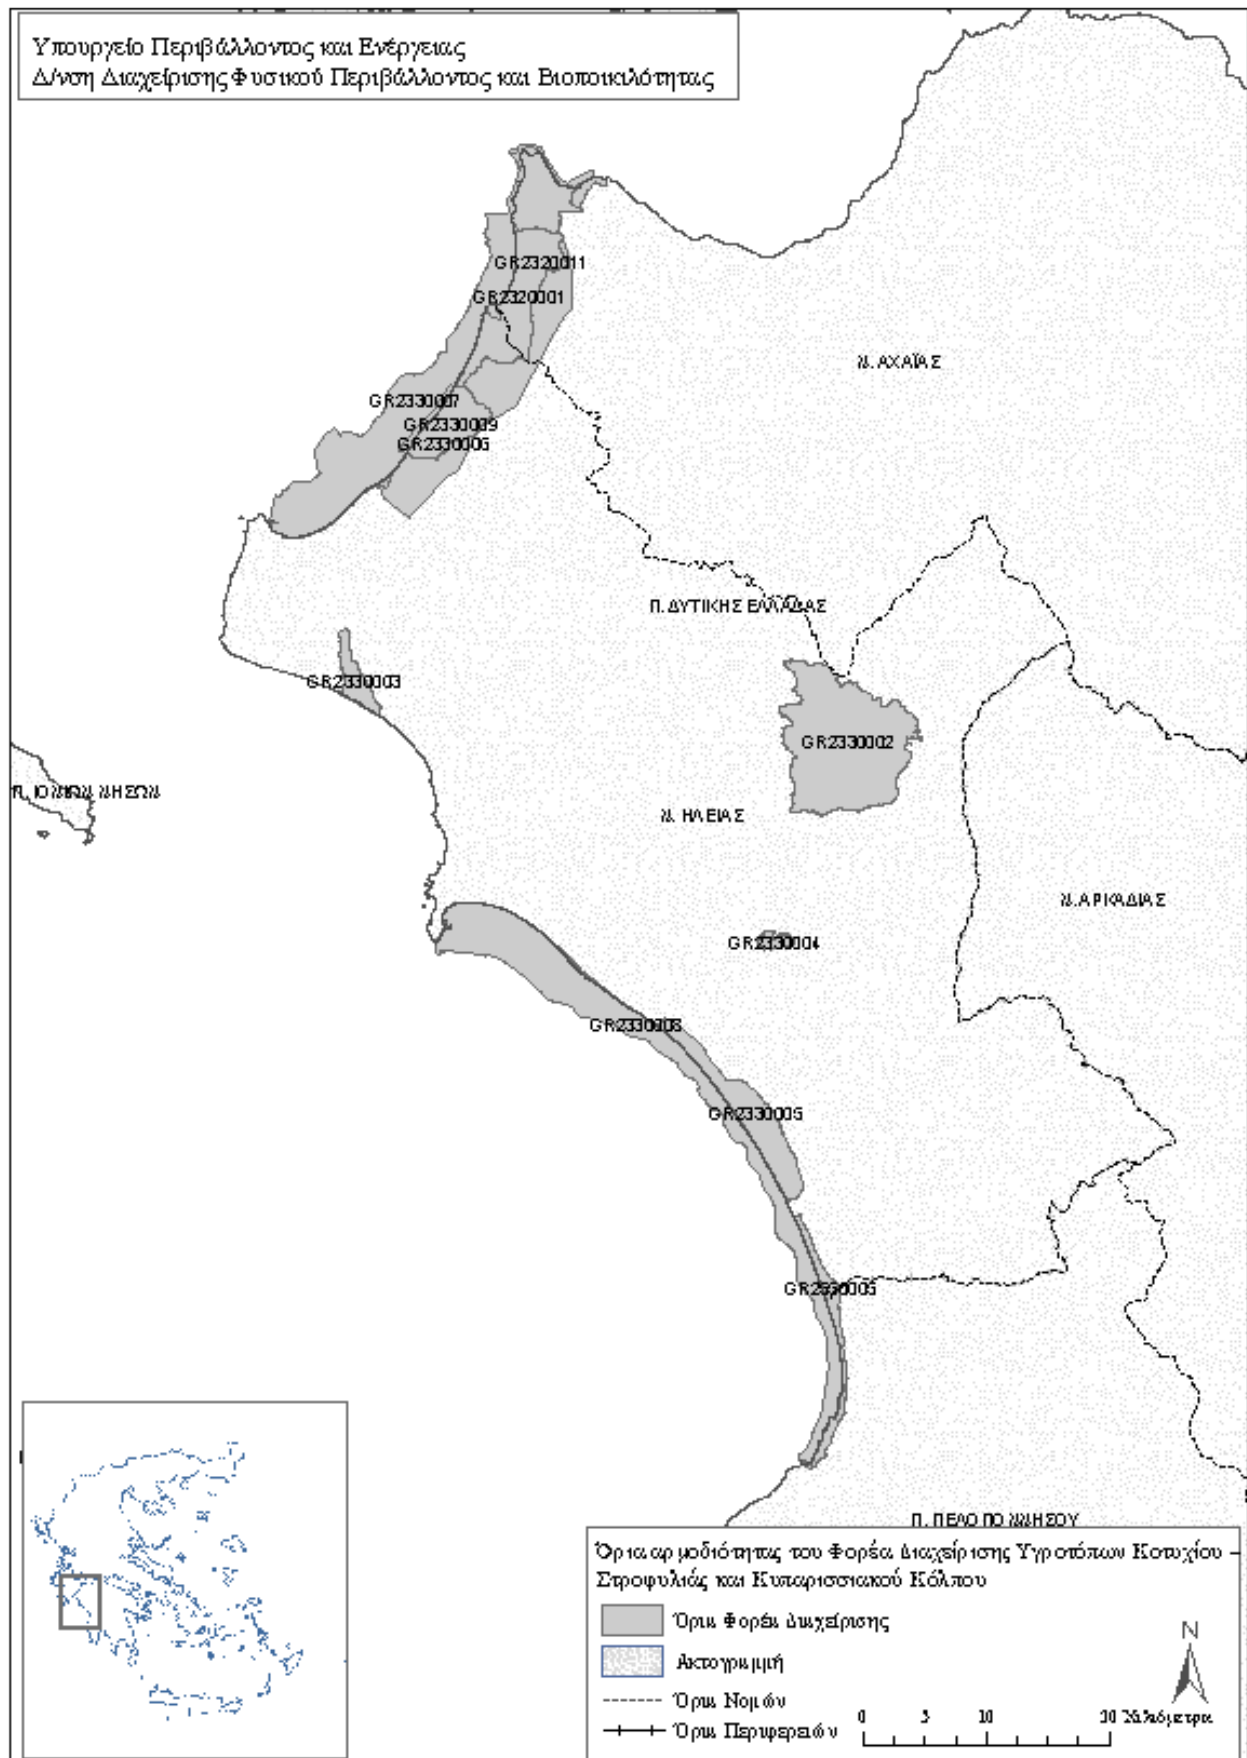 Υπουργείο Περιβάλλοντος και Ενέργειας
Δ/νση Διαχείρισης Φυσικού Περιβάλλοντος και Βιοποικιλότητας
GR2320011
GR2320001
Ν. ΑΧΑΪΑΣ
GR2330007
GR2330009
GR2330006
Π. ΔΥΤΙΚΗΣ ΕΛΛΑΔΑΣ
GR2330003
GR2330002
Π. ΙΟΝΙΩΝ ΝΗΣΩΝ
Ν. ΗΛΕΙΑΣ
Ν. ΑΡΚΑΔΙΑΣ
GR2330004
GR2330008
GR2330005
GR2550005
Π. ΠΕΛΟΠΟΝΝΗΣΟΥ
Όρια αρμοδιότητας του Φορέα Διαχείρισης Υγροτόπων Κοτυχίου –
Στροφυλιάς και Κυπαρισσιακού Κόλπου
Όρια Φορέα Διαχείρισης
Ακτογραμμή
Όρια Νομών
Όρια Περιφερειών
N
0 5 10 20 Χιλιόμετρα